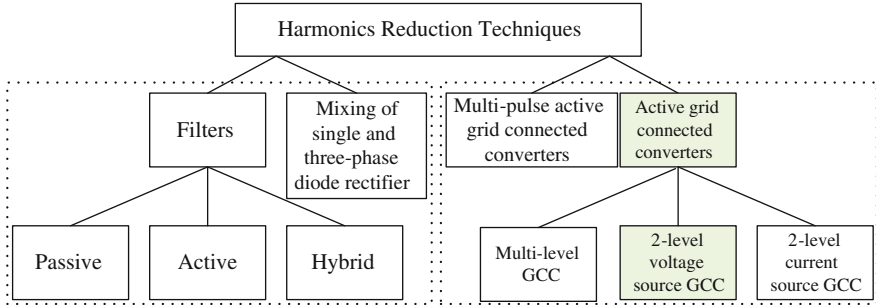 Harmonics Reduction Techniques
Filters
Mixing of
single and
three-phase
diode rectifier
Multi-pulse active
grid connected
converters
Active grid
connected
converters
Passive
Active
Hybrid
Multi-level
GCC
2-level
voltage
source GCC
2-level
current
source GCC